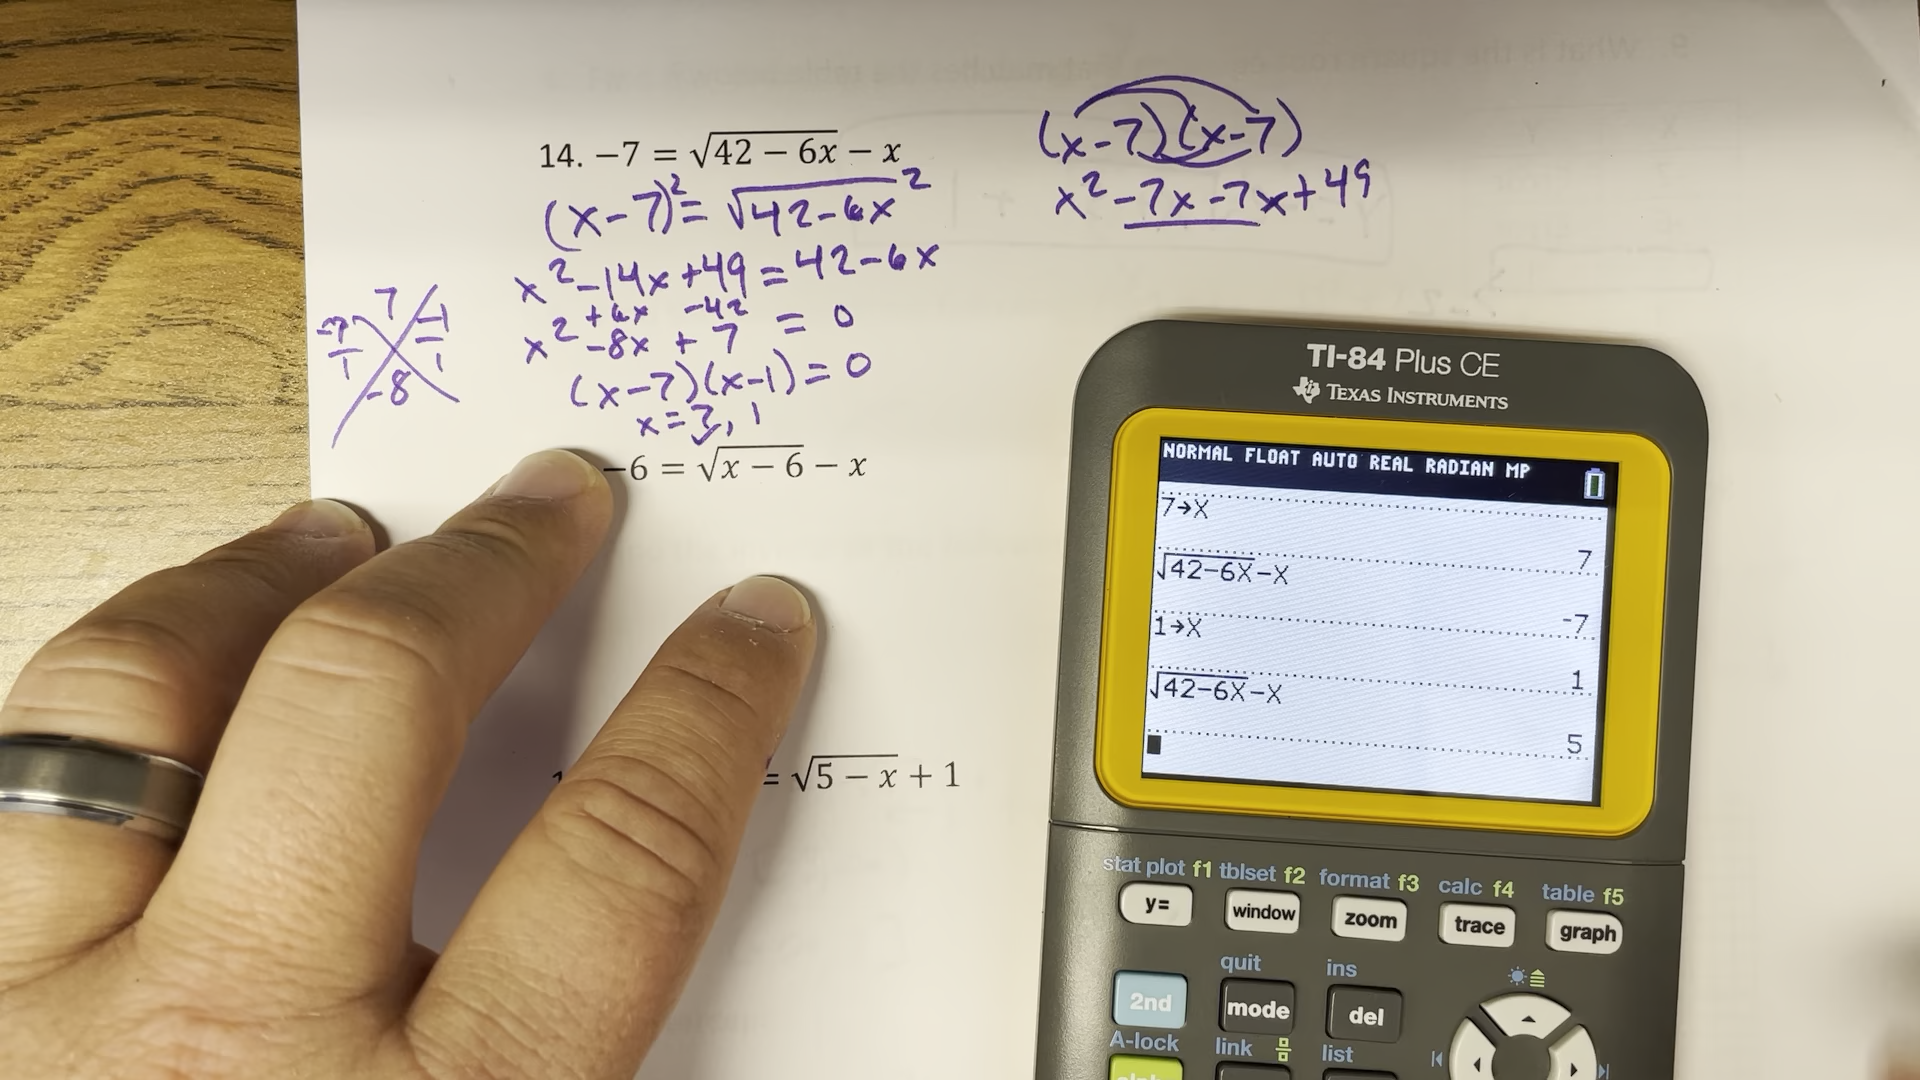 14. −7 = √42 − 6x − x
(x−7)² = √42−6x ²
x² −14x +49 = 42−6x
+6x −42
x² −8x + 7 = 0
(x−7)(x−1) = 0
x = 7, 1
7
−7
1
−1
1
−8
(x−7)(x−7)
x² −7x −7x +49
−6 = √x − 6 − x
= √5 − x + 1
TI-84 Plus CE
TEXAS INSTRUMENTS
NORMAL FLOAT AUTO REAL RADIAN MP
7→X
7
√42−6X−X
-7
1→X
1
√42−6X−X
5
stat plot f1 tblset f2 format f3 calc f4 table f5
y= window zoom trace graph
quit ins
2nd mode del
A-lock link list